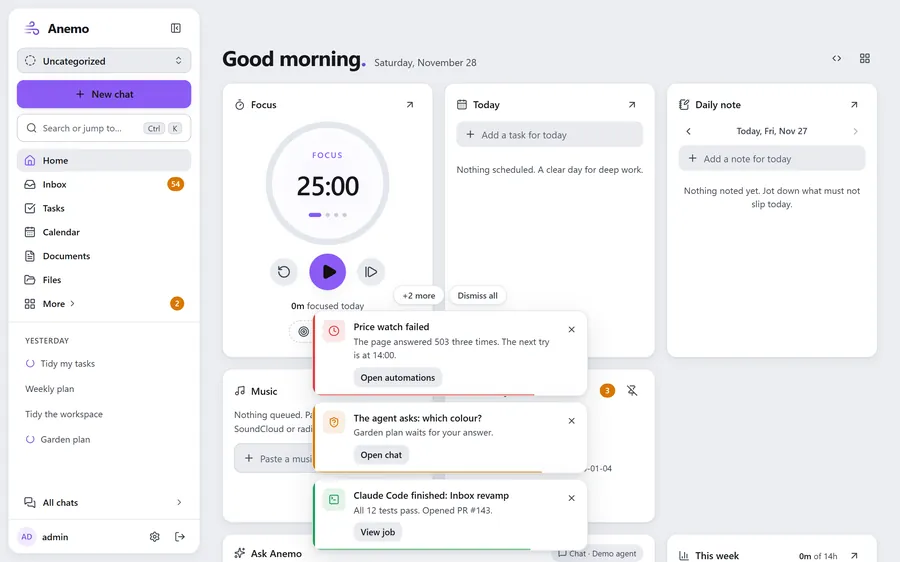 Anemo
Uncategorized
+ New chat
Search or jump to... Ctrl K
Home
Inbox 54
Tasks
Calendar
Documents
Files
More 2
YESTERDAY
Tidy my tasks
Weekly plan
Tidy the workspace
Garden plan
All chats
AD admin
Good morning. Saturday, November 28
Focus
FOCUS
25:00
0m focused today
Today
+ Add a task for today
Nothing scheduled. A clear day for deep work.
Daily note
Today, Fri, Nov 27
+ Add a note for today
Nothing noted yet. Jot down what must not
slip today.
+2 more
Dismiss all
Price watch failed
The page answered 503 three times. The next try
is at 14:00.
Open automations
The agent asks: which colour?
Garden plan waits for your answer.
Open chat
Claude Code finished: Inbox revamp
All 12 tests pass. Opened PR #143.
View job
Music
Nothing queued.
SoundCloud or
+ Paste a
3
-01-04
Ask Anemo
Chat · Demo agent
This week
0m of 14h